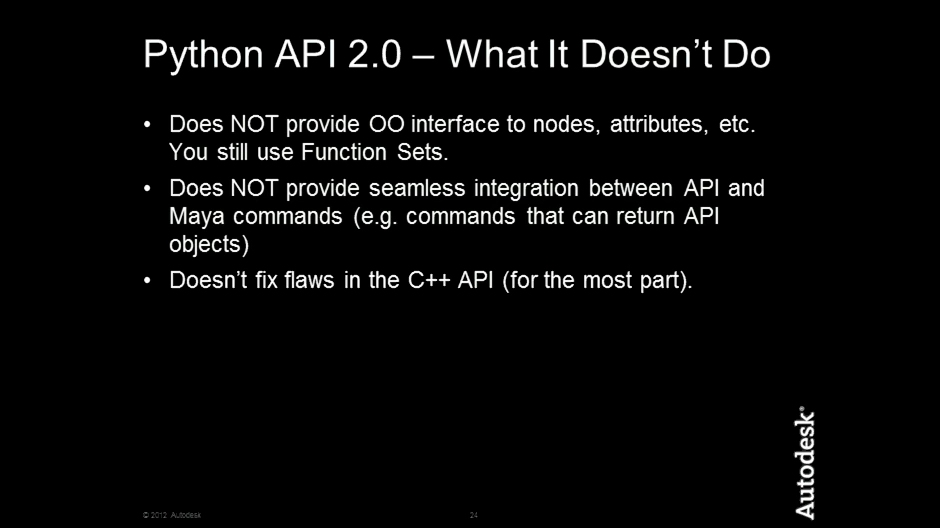 Python API 2.0 – What It Doesn’t Do
• Does NOT provide OO interface to nodes, attributes, etc.
You still use Function Sets.
• Does NOT provide seamless integration between API and
Maya commands (e.g. commands that can return API
objects)
• Doesn’t fix flaws in the C++ API (for the most part).
Autodesk®
© 2012 Autodesk
24